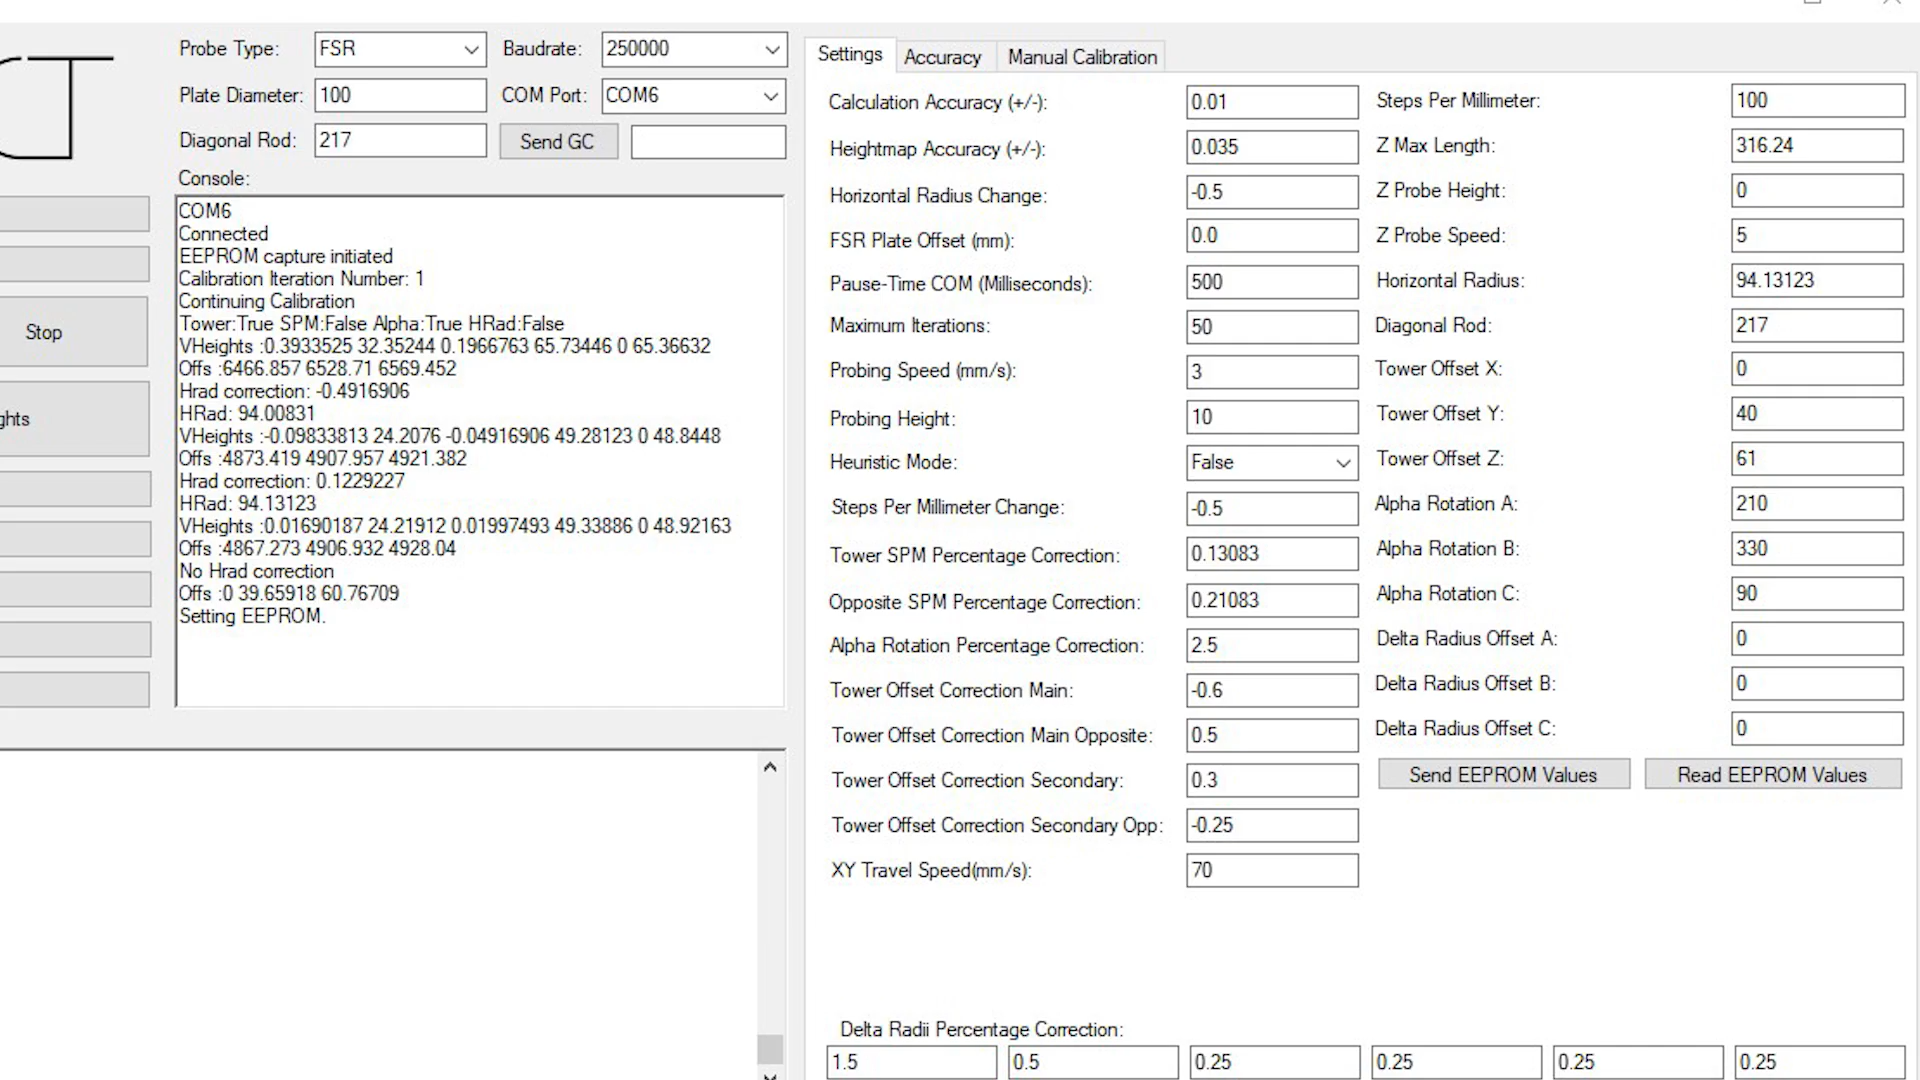 Probe Type: FSR Baudrate: 250000
Plate Diameter: 100 COM Port: COM6
Diagonal Rod: 217 Send GC
Console:
COM6
Connected
EEPROM capture initiated
Calibration Iteration Number: 1
Continuing Calibration
Tower:True SPM:False Alpha:True HRad:False
VHeights :0.3933525 32.35244 0.1966763 65.73446 0 65.36632
Offs :6466.857 6528.71 6569.452
Hrad correction: -0.4916906
HRad: 94.00831
VHeights :-0.09833813 24.2076 -0.04916906 49.28123 0 48.8448
Offs :4873.419 4907.957 4921.382
Hrad correction: 0.1229227
HRad: 94.13123
VHeights :0.01690187 24.21912 0.01997493 49.33886 0 48.92163
Offs :4867.273 4906.932 4928.04
No Hrad correction
Offs :0 39.65918 60.76709
Setting EEPROM.
Stop
ghts
Settings Accuracy Manual Calibration
Calculation Accuracy (+/-): 0.01
Heightmap Accuracy (+/-): 0.035
Horizontal Radius Change: -0.5
FSR Plate Offset (mm): 0.0
Pause-Time COM (Milliseconds): 500
Maximum Iterations: 50
Probing Speed (mm/s): 3
Probing Height: 10
Heuristic Mode: False
Steps Per Millimeter Change: -0.5
Tower SPM Percentage Correction: 0.13083
Opposite SPM Percentage Correction: 0.21083
Alpha Rotation Percentage Correction: 2.5
Tower Offset Correction Main: -0.6
Tower Offset Correction Main Opposite: 0.5
Tower Offset Correction Secondary: 0.3
Tower Offset Correction Secondary Opp: -0.25
XY Travel Speed(mm/s): 70
Steps Per Millimeter: 100
Z Max Length: 316.24
Z Probe Height: 0
Z Probe Speed: 5
Horizontal Radius: 94.13123
Diagonal Rod: 217
Tower Offset X: 0
Tower Offset Y: 40
Tower Offset Z: 61
Alpha Rotation A: 210
Alpha Rotation B: 330
Alpha Rotation C: 90
Delta Radius Offset A: 0
Delta Radius Offset B: 0
Delta Radius Offset C: 0
Send EEPROM Values Read EEPROM Values
Delta Radii Percentage Correction:
1.5 0.5 0.25 0.25 0.25 0.25